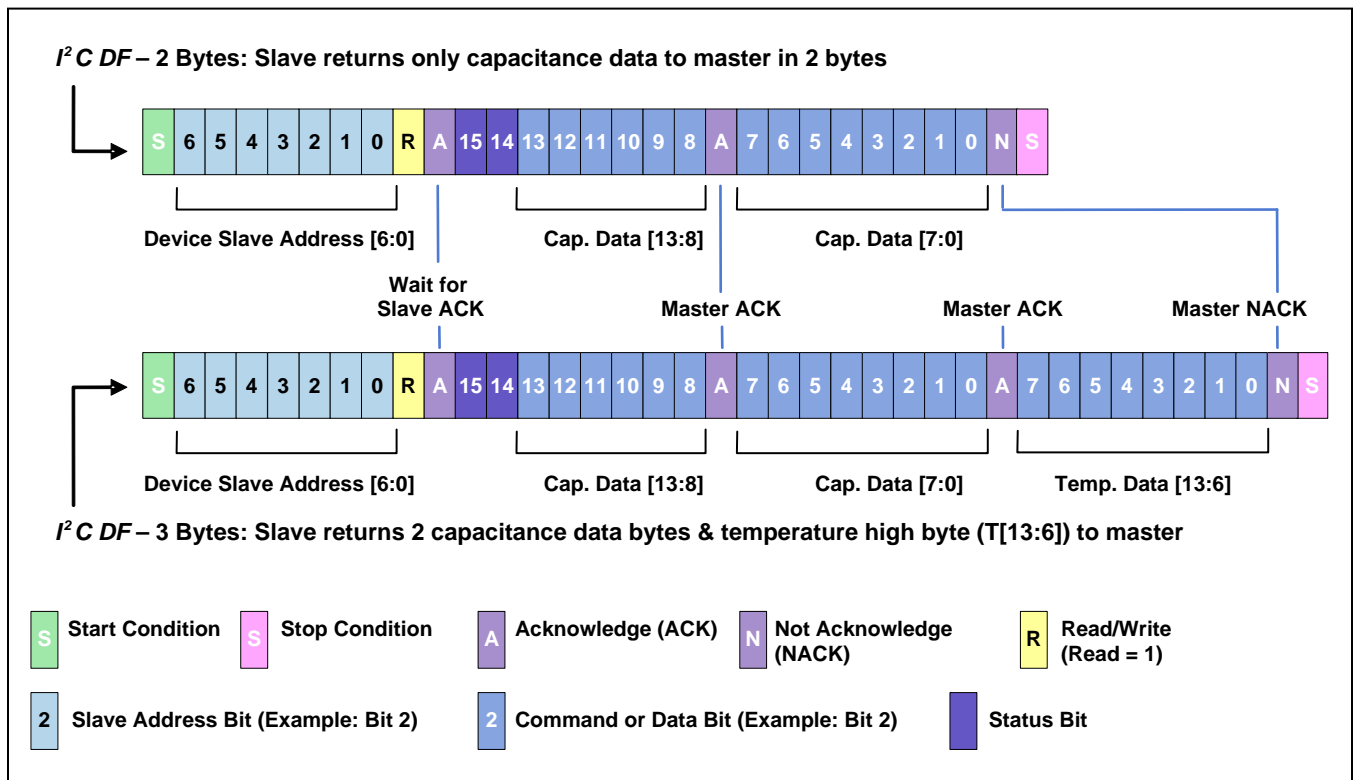 I²C DF – 2 Bytes: Slave returns only capacitance data to master in 2 bytes
S 6 5 4 3 2 1 0 R A 15 14 13 12 11 10 9 8 A 7 6 5 4 3 2 1 0 N S
Device Slave Address [6:0] Cap. Data [13:8] Cap. Data [7:0]
Wait for
Slave ACK Master ACK Master ACK Master NACK
S 6 5 4 3 2 1 0 R A 15 14 13 12 11 10 9 8 A 7 6 5 4 3 2 1 0 A 7 6 5 4 3 2 1 0 N S
Device Slave Address [6:0] Cap. Data [13:8] Cap. Data [7:0] Temp. Data [13:6]
I²C DF – 3 Bytes: Slave returns 2 capacitance data bytes & temperature high byte (T[13:6]) to master
S Start Condition S Stop Condition A Acknowledge (ACK) N Not Acknowledge
(NACK) R Read/Write
(Read = 1)
2 Slave Address Bit (Example: Bit 2) 2 Command or Data Bit (Example: Bit 2) Status Bit